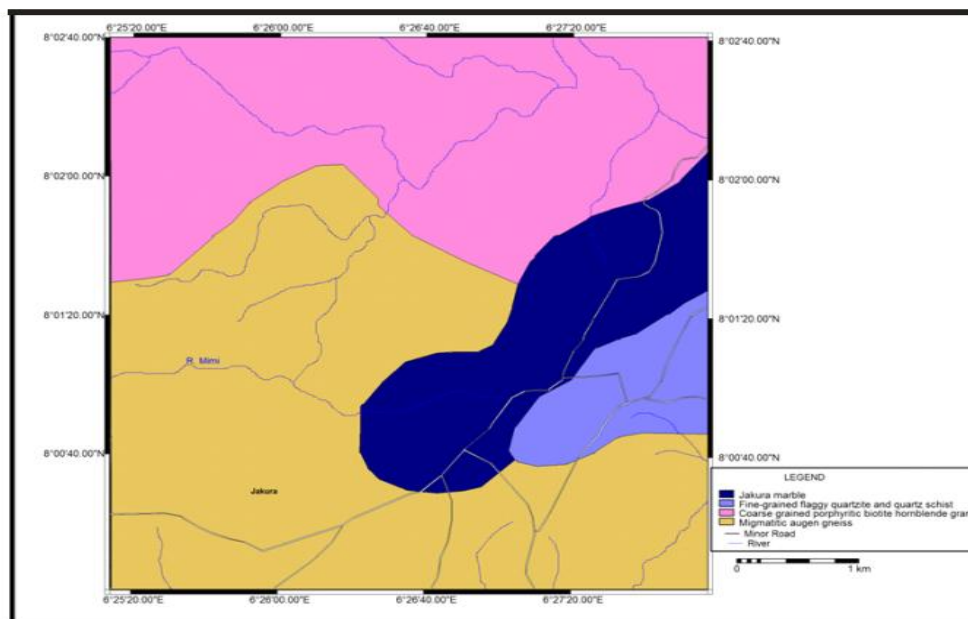 6°25'20.00"E 6°26'00.00"E 6°26'40.00"E 6°27'20.00"E
8°02'40.00"N 8°02'40.00"N
8°02'00.00"N 8°02'00.00"N
8°01'20.00"N 8°01'20.00"N
R. Mimi
8°00'40.00"N 8°00'40.00"N
Jakura
LEGEND
Jakura marble
Fine-grained flaggy quartzite and quartz schist
Coarse grained porphyritic biotite hornblende gran
Migmatitic augen gneiss
Minor Road
River
0 1 km
6°25'20.00"E 6°26'00.00"E 6°26'40.00"E 6°27'20.00"E